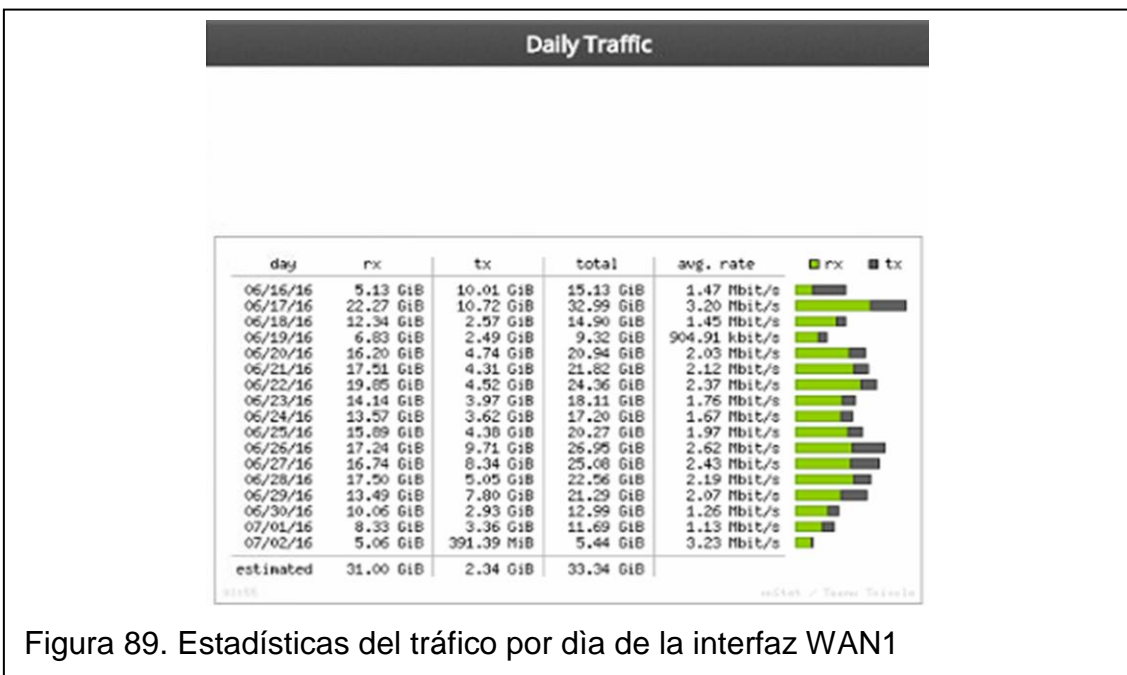 Daily Traffic
day rx tx total avg. rate rx tx
06/16/16 5.13 GiB 10.01 GiB 15.13 GiB 1.47 Mbit/s
06/17/16 22.27 GiB 10.72 GiB 32.99 GiB 3.20 Mbit/s
06/18/16 12.34 GiB 2.57 GiB 14.90 GiB 1.45 Mbit/s
06/19/16 6.83 GiB 2.49 GiB 9.32 GiB 904.91 kbit/s
06/20/16 16.20 GiB 4.74 GiB 20.94 GiB 2.03 Mbit/s
06/21/16 17.51 GiB 4.31 GiB 21.82 GiB 2.12 Mbit/s
06/22/16 19.85 GiB 4.52 GiB 24.36 GiB 2.37 Mbit/s
06/23/16 14.14 GiB 3.97 GiB 18.11 GiB 1.76 Mbit/s
06/24/16 13.57 GiB 3.62 GiB 17.20 GiB 1.67 Mbit/s
06/25/16 15.89 GiB 4.38 GiB 20.27 GiB 1.97 Mbit/s
06/26/16 17.24 GiB 9.71 GiB 26.95 GiB 2.62 Mbit/s
06/27/16 16.74 GiB 8.34 GiB 25.08 GiB 2.43 Mbit/s
06/28/16 17.50 GiB 5.05 GiB 22.56 GiB 2.19 Mbit/s
06/29/16 13.49 GiB 7.80 GiB 21.29 GiB 2.07 Mbit/s
06/30/16 10.06 GiB 2.93 GiB 12.99 GiB 1.26 Mbit/s
07/01/16 8.33 GiB 3.36 GiB 11.69 GiB 1.13 Mbit/s
07/02/16 5.06 GiB 391.39 MiB 5.44 GiB 3.23 Mbit/s
estimated 31.00 GiB 2.34 GiB 33.34 GiB
Figura 89. Estadísticas del tráfico por dìa de la interfaz WAN1